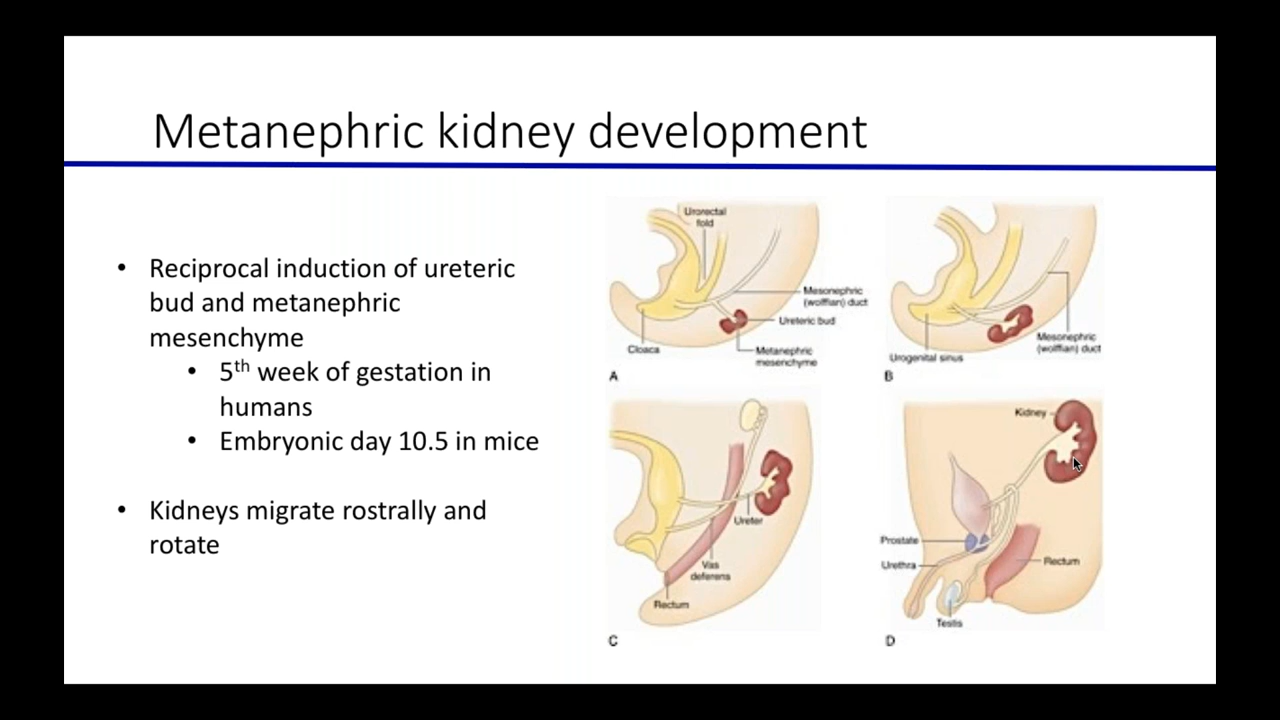 Metanephric kidney development
• Reciprocal induction of ureteric
bud and metanephric
mesenchyme
• 5th week of gestation in
humans
• Embryonic day 10.5 in mice
• Kidneys migrate rostrally and
rotate
Urorectal
fold
Mesonephric
(wolffian) duct
Ureteric bud
Cloaca
Metanephric
mesenchyme
A
Mesonephric
(wolffian) duct
Urogenital sinus
B
Ureter
Vas
deferens
Rectum
C
Kidney
Prostate
Urethra
Rectum
Testis
D